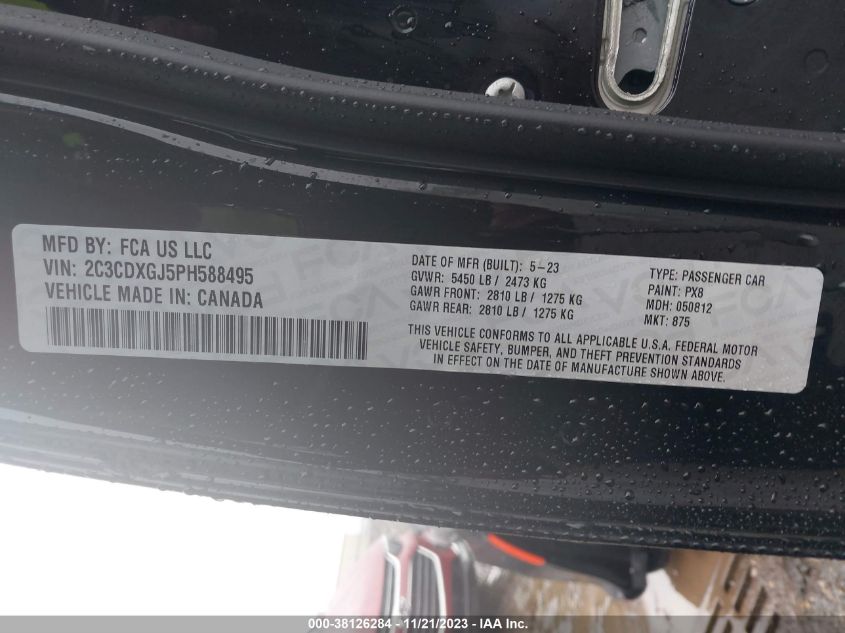 MFD BY: FCA US LLC
VIN: 2C3CDXGJ5PH588495
VEHICLE MADE IN: CANADA
DATE OF MFR (BUILT): 5-23
GVWR: 5450 LB / 2473 KG
GAWR FRONT: 2810 LB / 1275 KG
GAWR REAR: 2810 LB / 1275 KG
TYPE: PASSENGER CAR
PAINT: PX8
MDH: 050812
MKT: 875
THIS VEHICLE CONFORMS TO ALL APPLICABLE U.S.A. FEDERAL MOTOR
VEHICLE SAFETY, BUMPER, AND THEFT PREVENTION STANDARDS
IN EFFECT ON THE DATE OF MANUFACTURE SHOWN ABOVE.
000-38126284 - 11/21/2023 - IAA Inc.